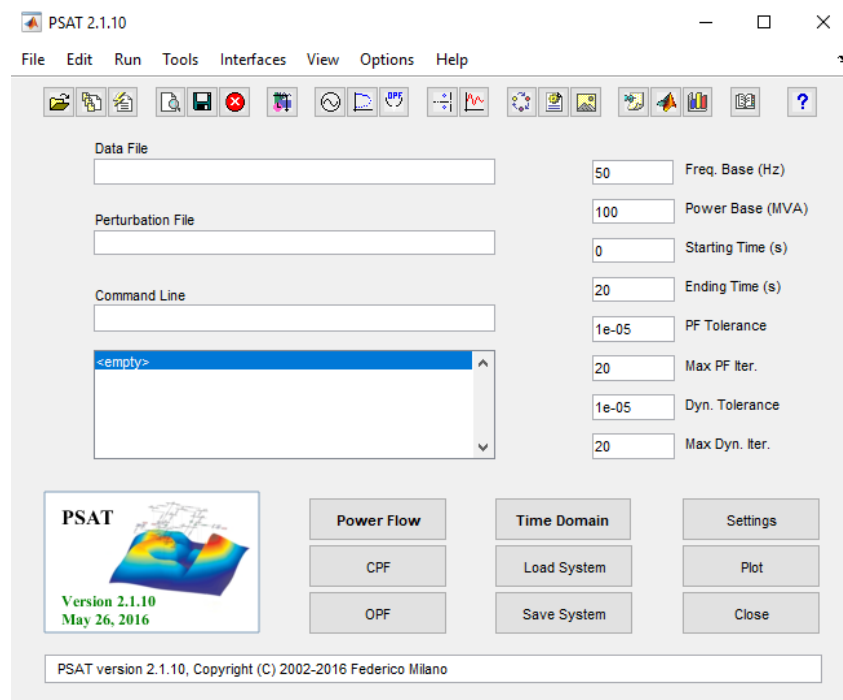 PSAT 2.1.10
File Edit Run Tools Interfaces View Options Help
OPF
?
Data File
50 Freq. Base (Hz)
100 Power Base (MVA)
Perturbation File
0 Starting Time (s)
20 Ending Time (s)
Command Line
1e-05 PF Tolerance
<empty>
20 Max PF Iter.
1e-05 Dyn. Tolerance
20 Max Dyn. Iter.
PSAT
Version 2.1.10
May 26, 2016
Power Flow Time Domain Settings
CPF Load System Plot
OPF Save System Close
PSAT version 2.1.10, Copyright (C) 2002-2016 Federico Milano